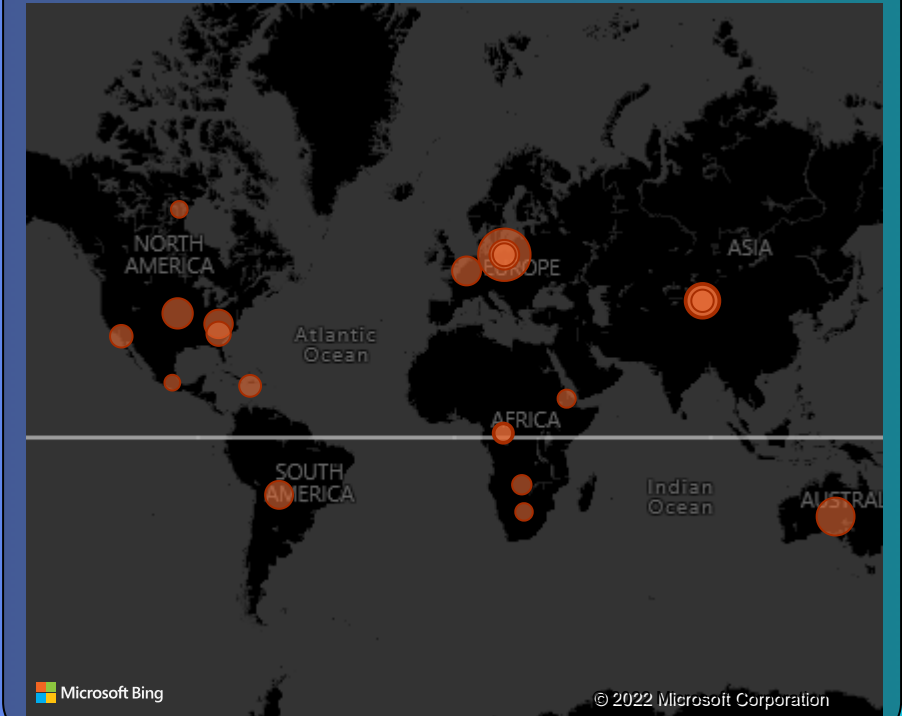 NORTH
AMERICA
ASIA
EUROPE
Atlantic
Ocean
AFRICA
SOUTH
AMERICA
Indian
Ocean
AUSTRAL
Microsoft Bing
© 2022 Microsoft Corporation